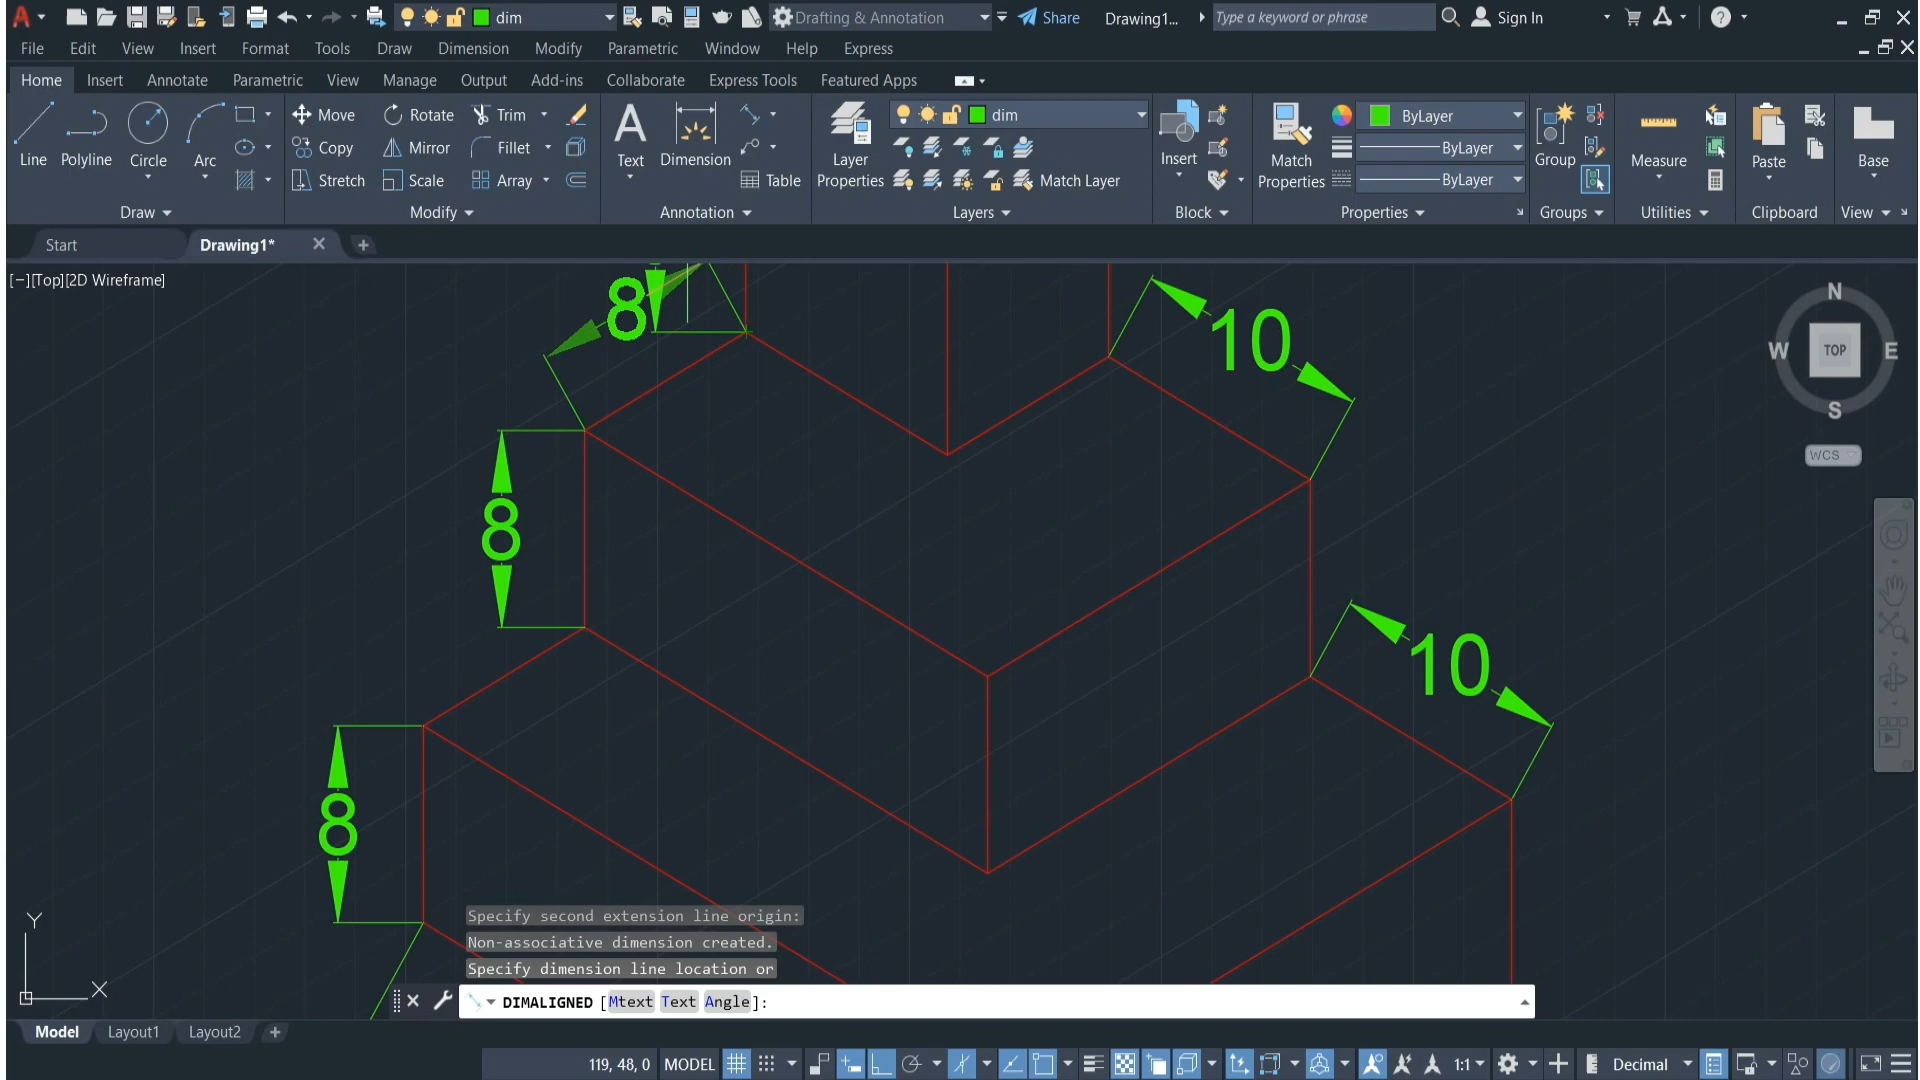 dim
Drafting & Annotation
Share
Drawing1...
Type a keyword or phrase
Sign In
File Edit View Insert Format Tools Draw Dimension Modify Parametric Window Help Express
Home Insert Annotate Parametric View Manage Output Add-ins Collaborate Express Tools Featured Apps
Line Polyline Circle Arc
Move Rotate Trim
Copy Mirror Fillet
Stretch Scale Array
Text Dimension
Table
Layer Properties
dim
Match Layer
Insert
Match Properties
ByLayer
ByLayer
ByLayer
Group
Measure
Paste
Base
Draw Modify Annotation Layers Block Properties Groups Utilities Clipboard View
Start Drawing1*
[−][Top][2D Wireframe]
N
W TOP E
S
WCS
8
10
8
10
8
Y
X
Specify second extension line origin:
Non-associative dimension created.
Specify dimension line location or
DIMALIGNED [Mtext Text Angle]:
Model Layout1 Layout2 +
119, 48, 0 MODEL 1:1 Decimal